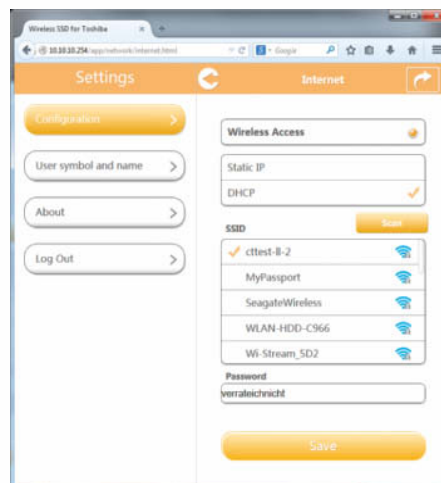 Wireless SSD for Toshiba
10.10.10.254/app/network/internet.html
Google
Settings
Internet
Configuration
User symbol and name
About
Log Out
Wireless Access
Static IP
DHCP
SSID
Scan
cttest-8-2
MyPassport
SeagateWireless
WLAN-HDD-C966
Wi-Stream_5D2
Password
verrateichnicht
Save